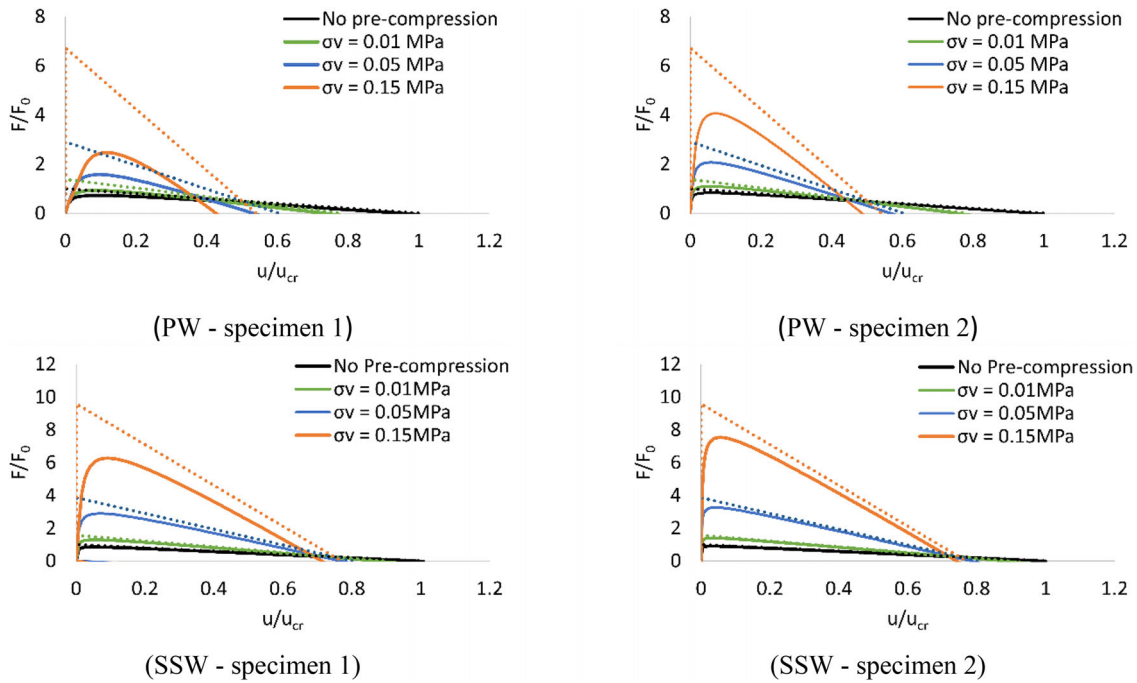 8
6
4
2
0
F/F0
0 0.2 0.4 0.6 0.8 1 1.2
u/ucr
No pre-compression
σv = 0.01 MPa
σv = 0.05 MPa
σv = 0.15 MPa
(PW - specimen 1)
8
6
4
2
0
F/F0
0 0.2 0.4 0.6 0.8 1 1.2
u/ucr
No pre-compression
σv = 0.01 MPa
σv = 0.05 MPa
σv = 0.15 MPa
(PW - specimen 2)
12
10
8
6
4
2
0
F/F0
0 0.2 0.4 0.6 0.8 1 1.2
u/ucr
No Pre-compression
σv = 0.01MPa
σv = 0.05MPa
σv = 0.15MPa
(SSW - specimen 1)
12
10
8
6
4
2
0
F/F0
0 0.2 0.4 0.6 0.8 1 1.2
u/ucr
No Pre-compression
σv = 0.01MPa
σv = 0.05MPa
σv = 0.15MPa
(SSW - specimen 2)